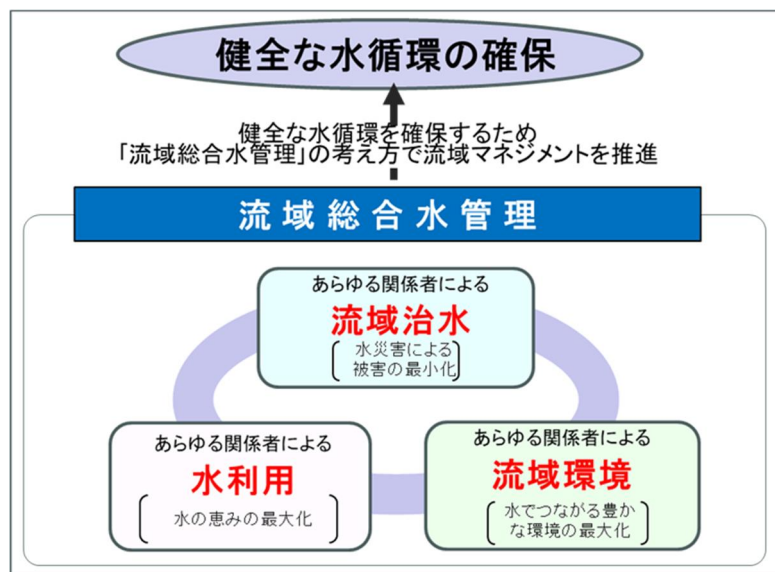 健全な水循環の確保
健全な水循環を確保するため
「流域総合水管理」の考え方で流域マネジメントを推進
流域総合水管理
あらゆる関係者による
流域治水
水災害による
被害の最小化
あらゆる関係者による
水利用
水の恵みの最大化
あらゆる関係者による
流域環境
水でつながる豊か
な環境の最大化